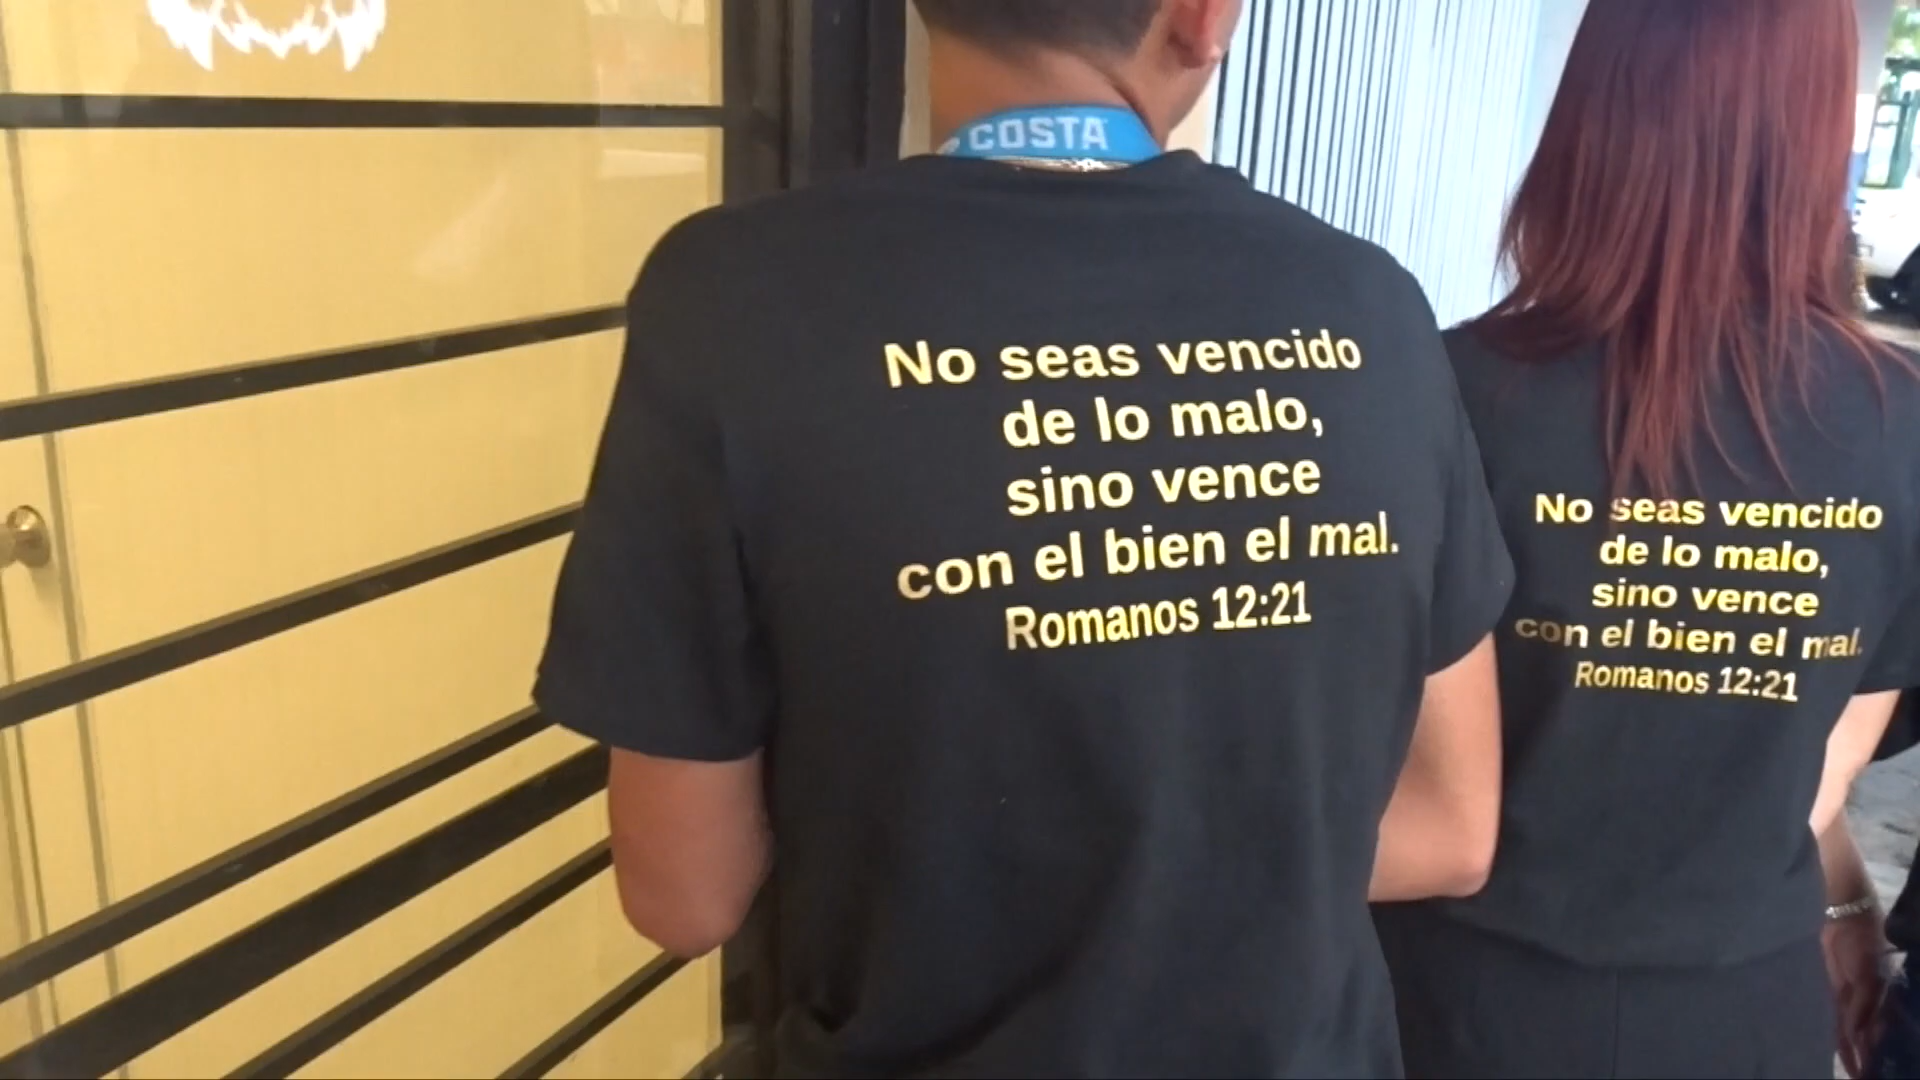 COSTA
No seas vencido
de lo malo,
sino vence
con el bien el mal.
Romanos 12:21
No seas vencido
de lo malo,
sino vence
con el bien el mal.
Romanos 12:21